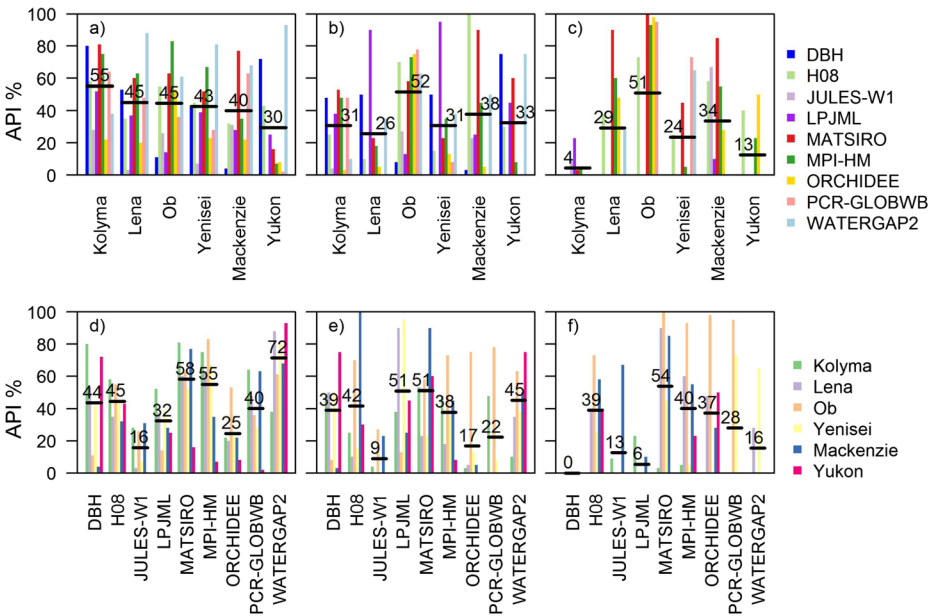 API %
100
80
60
40
20
0
a)
55
45
45
43
40
30
Kolyma
Lena
Ob
Yenisei
Mackenzie
Yukon
b)
31
26
52
31
38
33
Kolyma
Lena
Ob
Yenisei
Mackenzie
Yukon
c)
4
29
51
24
34
13
Kolyma
Lena
Ob
Yenisei
Mackenzie
Yukon
DBH
H08
JULES-W1
LPJML
MATSIRO
MPI-HM
ORCHIDEE
PCR-GLOBWB
WATERGAP2
API %
100
80
60
40
20
0
d)
44
45
16
32
58
55
25
40
72
DBH
H08
JULES-W1
LPJML
MATSIRO
MPI-HM
ORCHIDEE
PCR-GLOBWB
WATERGAP2
e)
39
42
9
51
51
38
17
22
45
DBH
H08
JULES-W1
LPJML
MATSIRO
MPI-HM
ORCHIDEE
PCR-GLOBWB
WATERGAP2
f)
0
39
13
6
54
40
37
28
16
DBH
H08
JULES-W1
LPJML
MATSIRO
MPI-HM
ORCHIDEE
PCR-GLOBWB
WATERGAP2
Kolyma
Lena
Ob
Yenisei
Mackenzie
Yukon